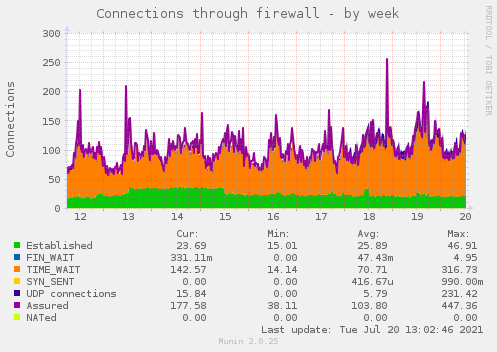 Connections through firewall - by week
RRDTOOL / TOBI OETIKER
Connections
300
250
200
150
100
50
0
12 13 14 15 16 17 18 19 20
Cur: Min: Avg: Max:
Established 23.69 15.01 25.89 46.91
FIN_WAIT 331.11m 0.00 47.43m 4.95
TIME_WAIT 142.57 14.14 70.71 316.73
SYN_SENT 0.00 0.00 416.67u 990.00m
UDP connections 15.84 0.00 5.79 231.42
Assured 177.58 38.11 103.80 447.36
NATed 0.00 0.00 0.00 0.00
Last update: Tue Jul 20 13:02:46 2021
Munin 2.0.25